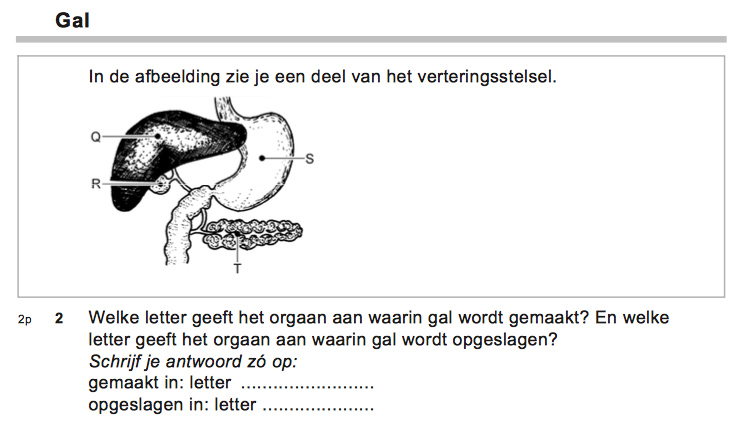 Gal
In de afbeelding zie je een deel van het verteringsstelsel.
Q
S
R
T
2p 2 Welke letter geeft het orgaan aan waarin gal wordt gemaakt? En welke
letter geeft het orgaan aan waarin gal wordt opgeslagen?
Schrijf je antwoord zó op:
gemaakt in: letter .........................
opgeslagen in: letter .....................